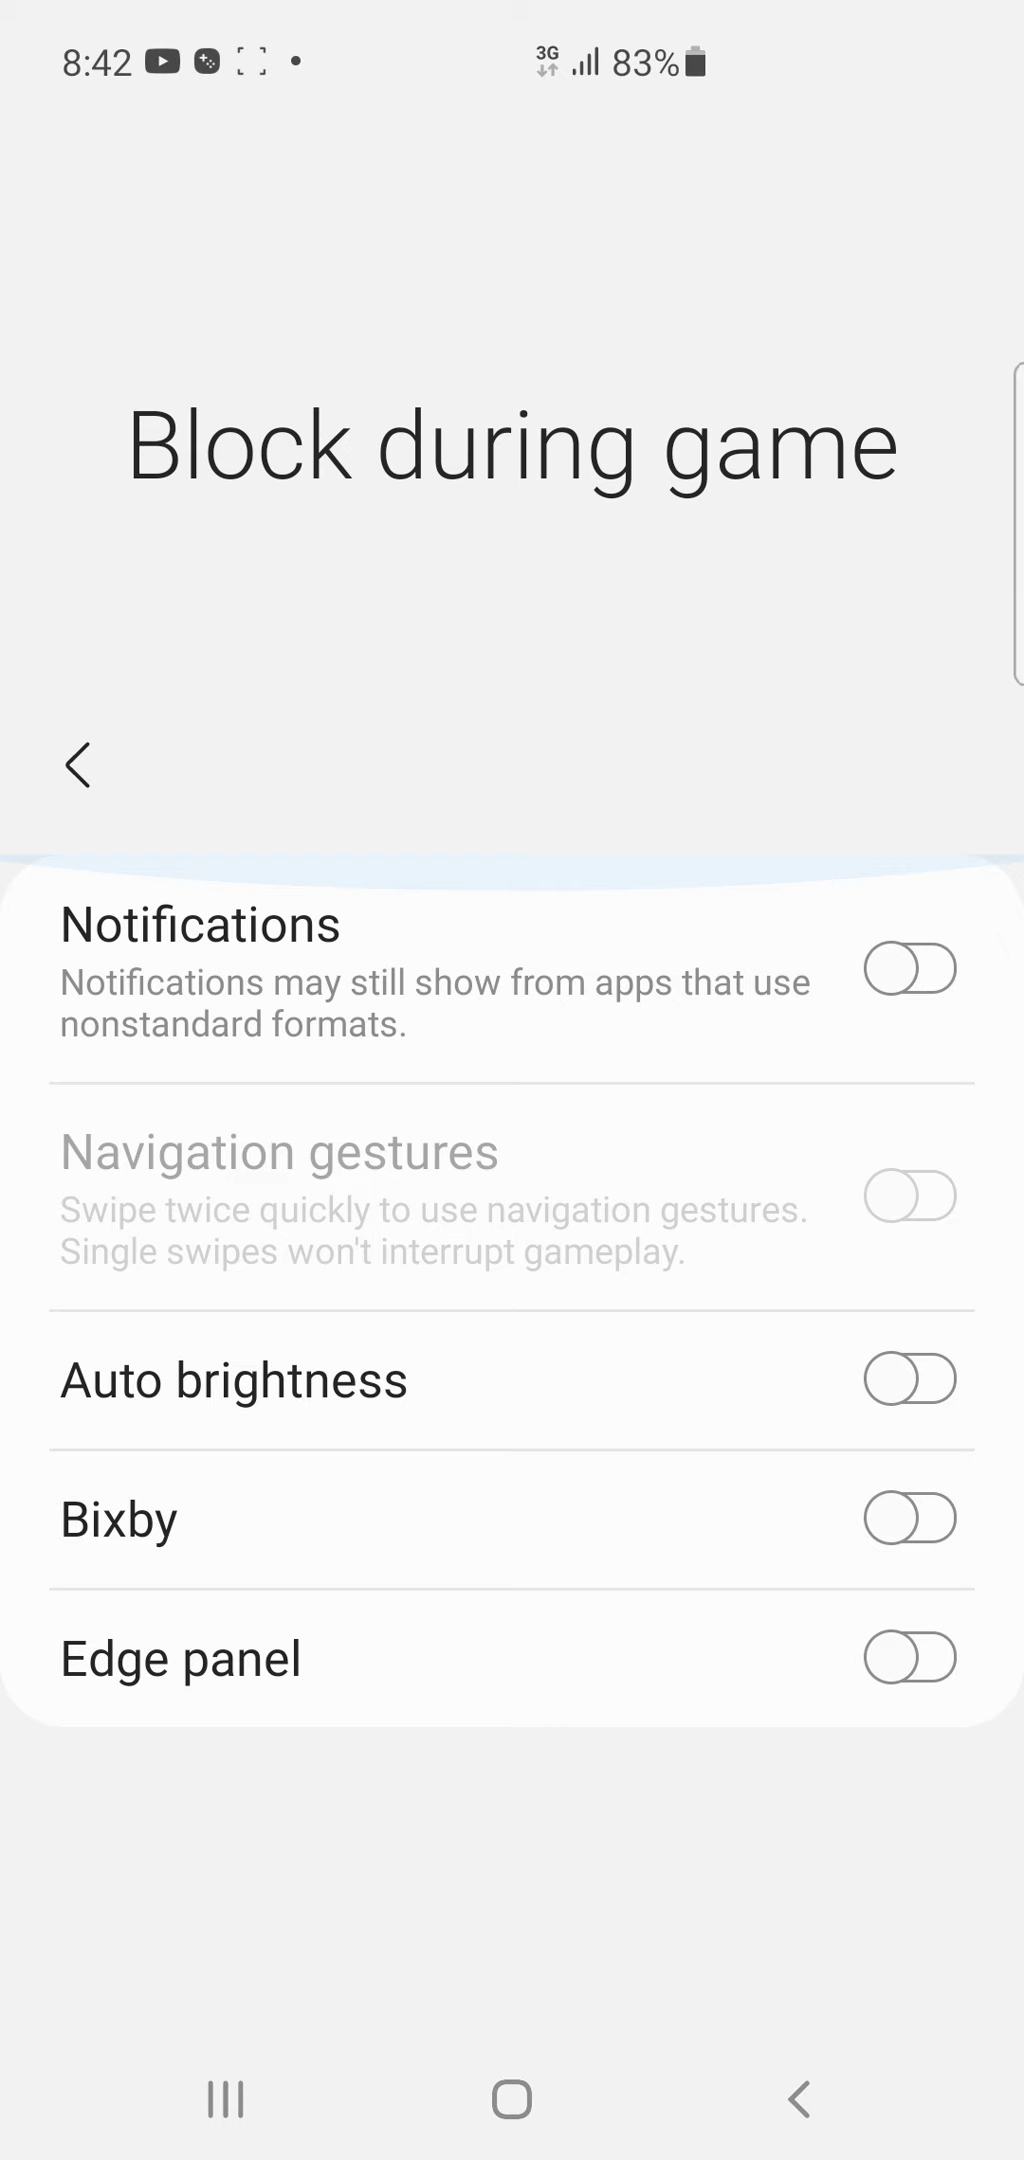 8:42
3G
83%
Block during game
Notifications
Notifications may still show from apps that use
nonstandard formats.
Navigation gestures
Swipe twice quickly to use navigation gestures.
Single swipes won't interrupt gameplay.
Auto brightness
Bixby
Edge panel